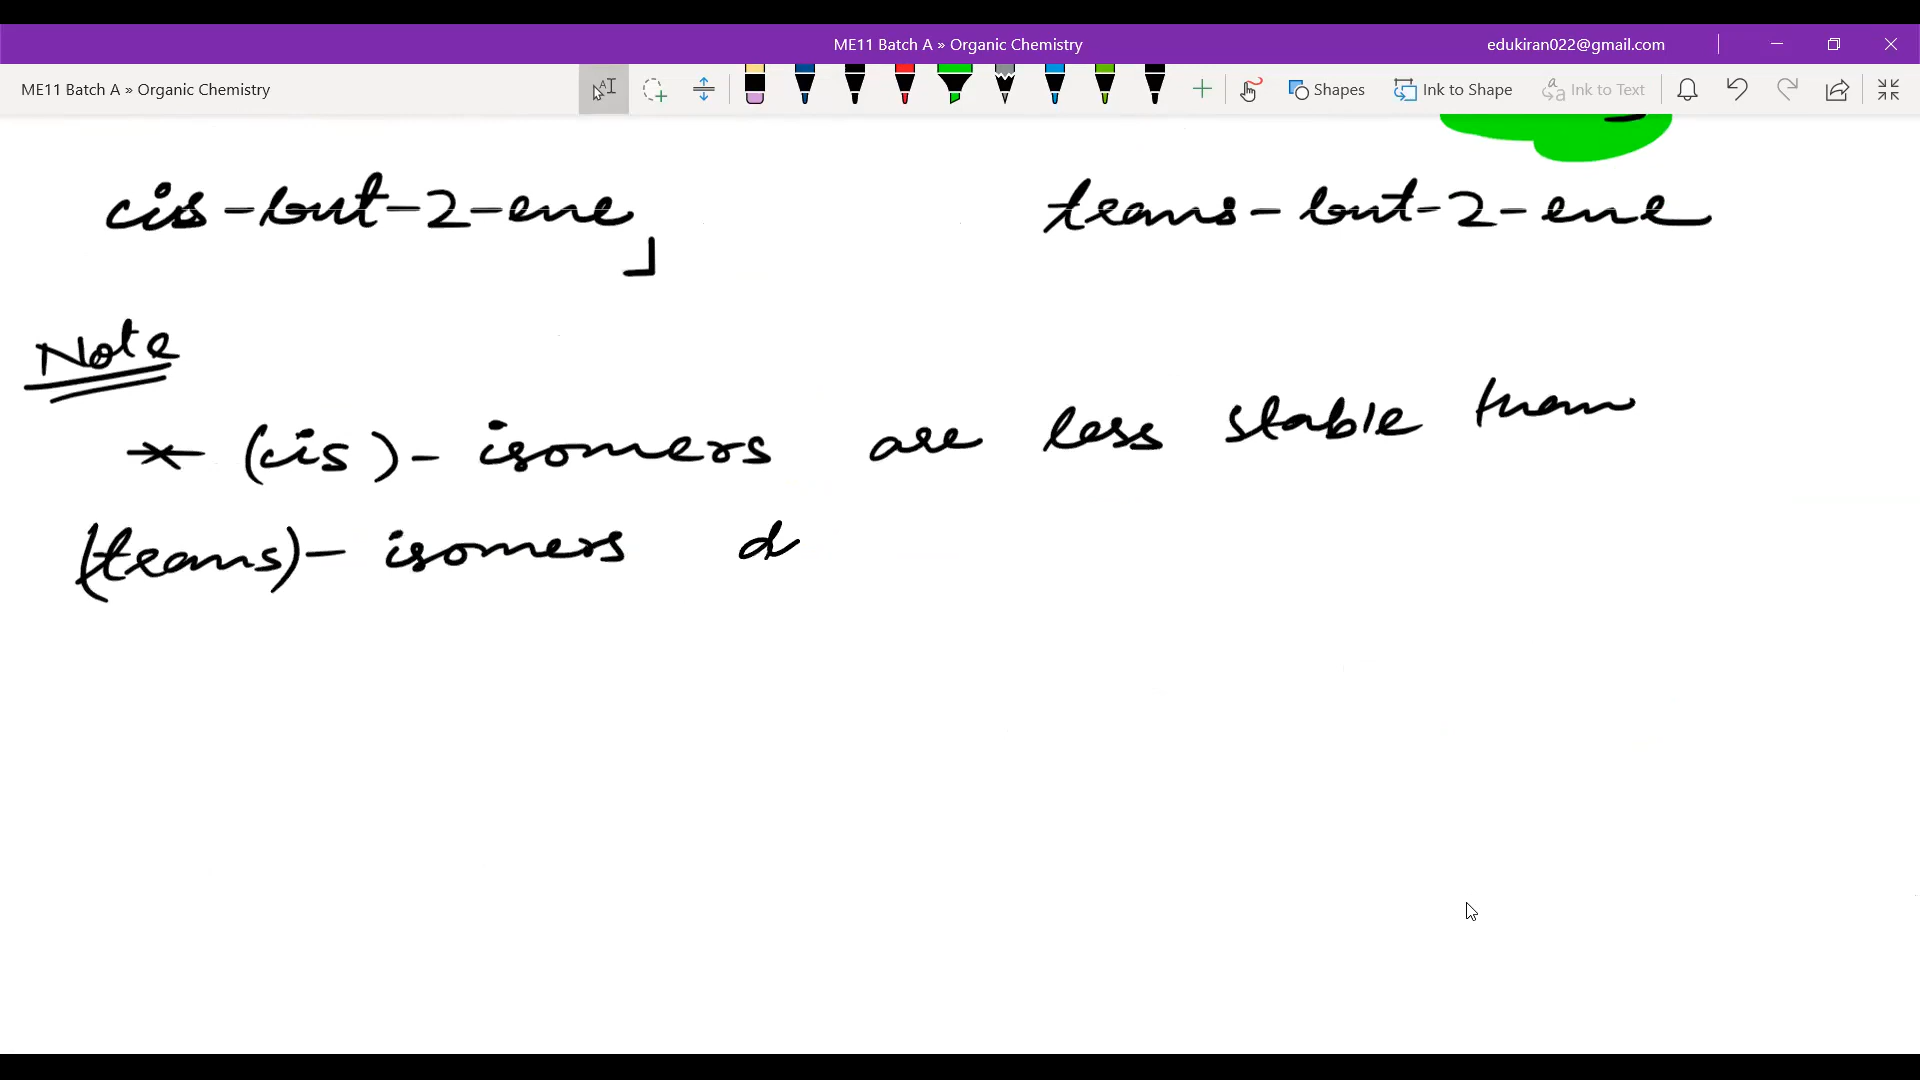 ME11 Batch A » Organic Chemistry
edukiran022@gmail.com
ME11 Batch A » Organic Chemistry
Shapes
Ink to Shape
Ink to Text
cis-but-2-ene
trans-but-2-ene
Note
* (cis)- isomers are less stable than
(trans)- isomers d